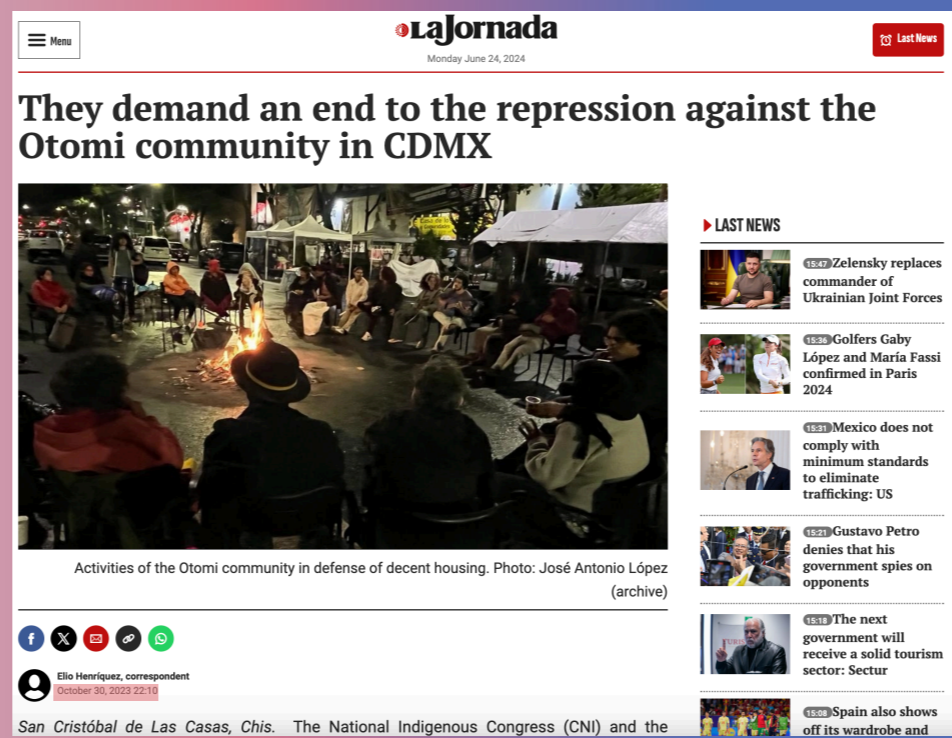 Menu
La Jornada
Last News
Monday June 24, 2024
They demand an end to the repression against the
Otomi community in CDMX
Activities of the Otomi community in defense of decent housing. Photo: José Antonio López
(archive)
Elio Henríquez, correspondent
October 30, 2023 22:10
San Cristóbal de Las Casas, Chis. The National Indigenous Congress (CNI) and the
LAST NEWS
15:47 Zelensky replaces
commander of
Ukrainian Joint Forces
15:36 Golfers Gaby
López and María Fassi
confirmed in Paris
2024
15:31 Mexico does not
comply with
minimum standards
to eliminate
trafficking: US
15:21 Gustavo Petro
denies that his
government spies on
opponents
15:18 The next
government will
receive a solid tourism
sector: Sectur
15:08 Spain also shows
off its wardrobe and